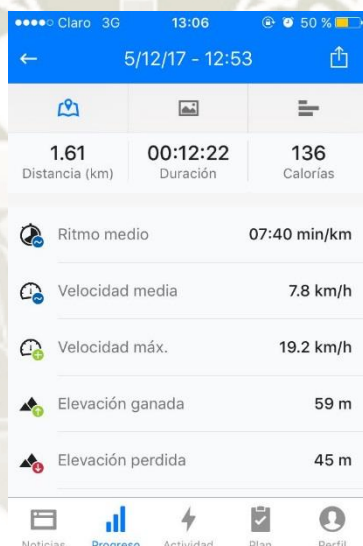 Claro 3G 13:06 50 %
5/12/17 - 12:53
1.61 00:12:22 136
Distancia (km) Duración Calorías
Ritmo medio 07:40 min/km
Velocidad media 7.8 km/h
Velocidad máx. 19.2 km/h
Elevación ganada 59 m
Elevación perdida 45 m
Noticias Progreso Actividad Plan Perfil